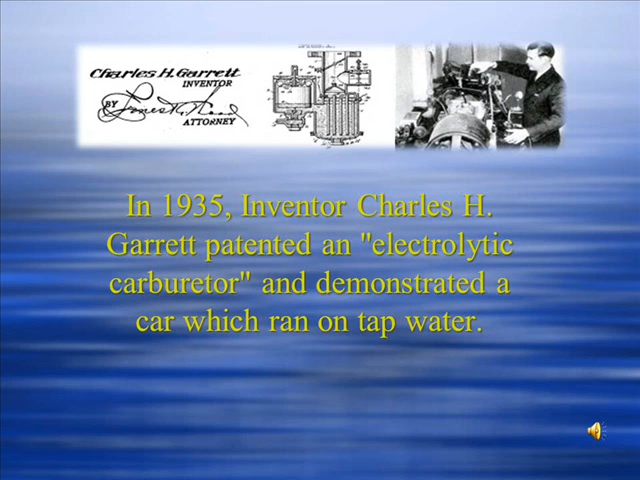 Charles H. Garrett
INVENTOR
BY
ATTORNEY
In 1935, Inventor Charles H.
Garrett patented an "electrolytic
carburetor" and demonstrated a
car which ran on tap water.